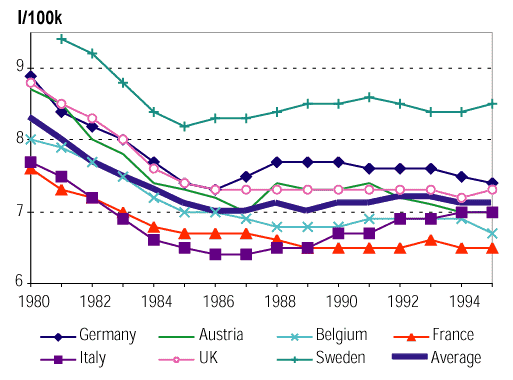 l/100k
9
8
7
6
1980 1982 1984 1986 1988 1990 1992 1994
Germany Austria Belgium France
Italy UK Sweden Average